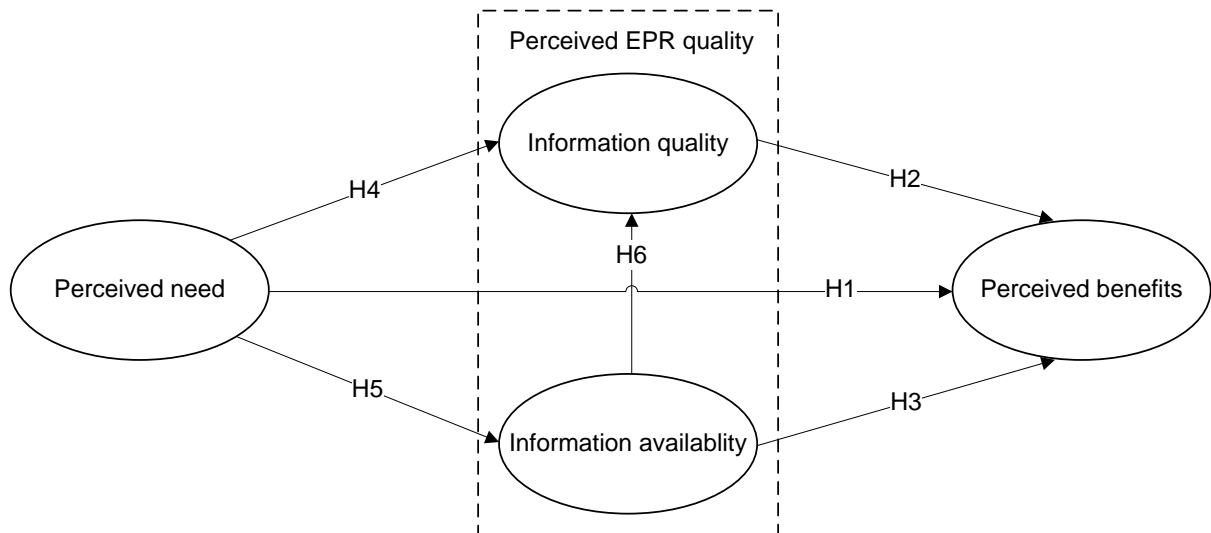 Perceived EPR quality
Information quality
H4
H2
H6
Perceived need
H1
Perceived benefits
H5
H3
Information availablity